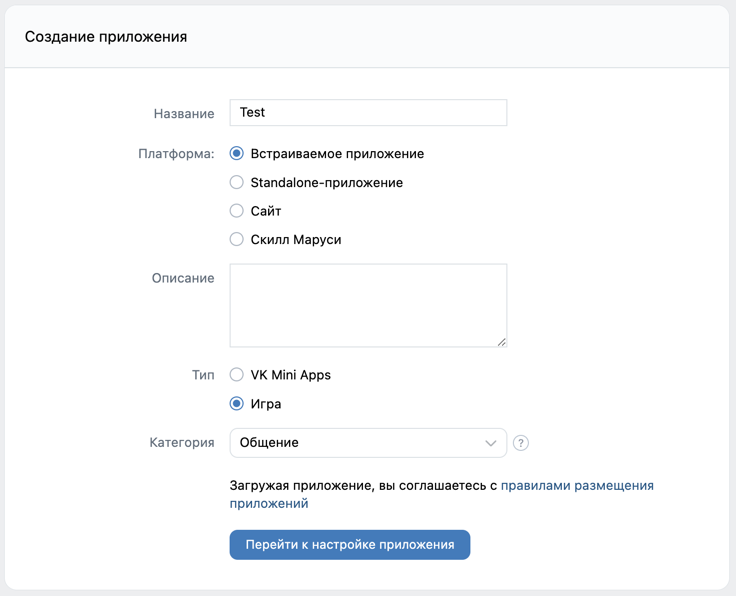 Создание приложения
Название Test
Платформа: Встраиваемое приложение
Standalone-приложение
Сайт
Скилл Маруси
Описание
Тип VK Mini Apps
Игра
Категория Общение ?
Загружая приложение, вы соглашаетесь с правилами размещения
приложений
Перейти к настройке приложения